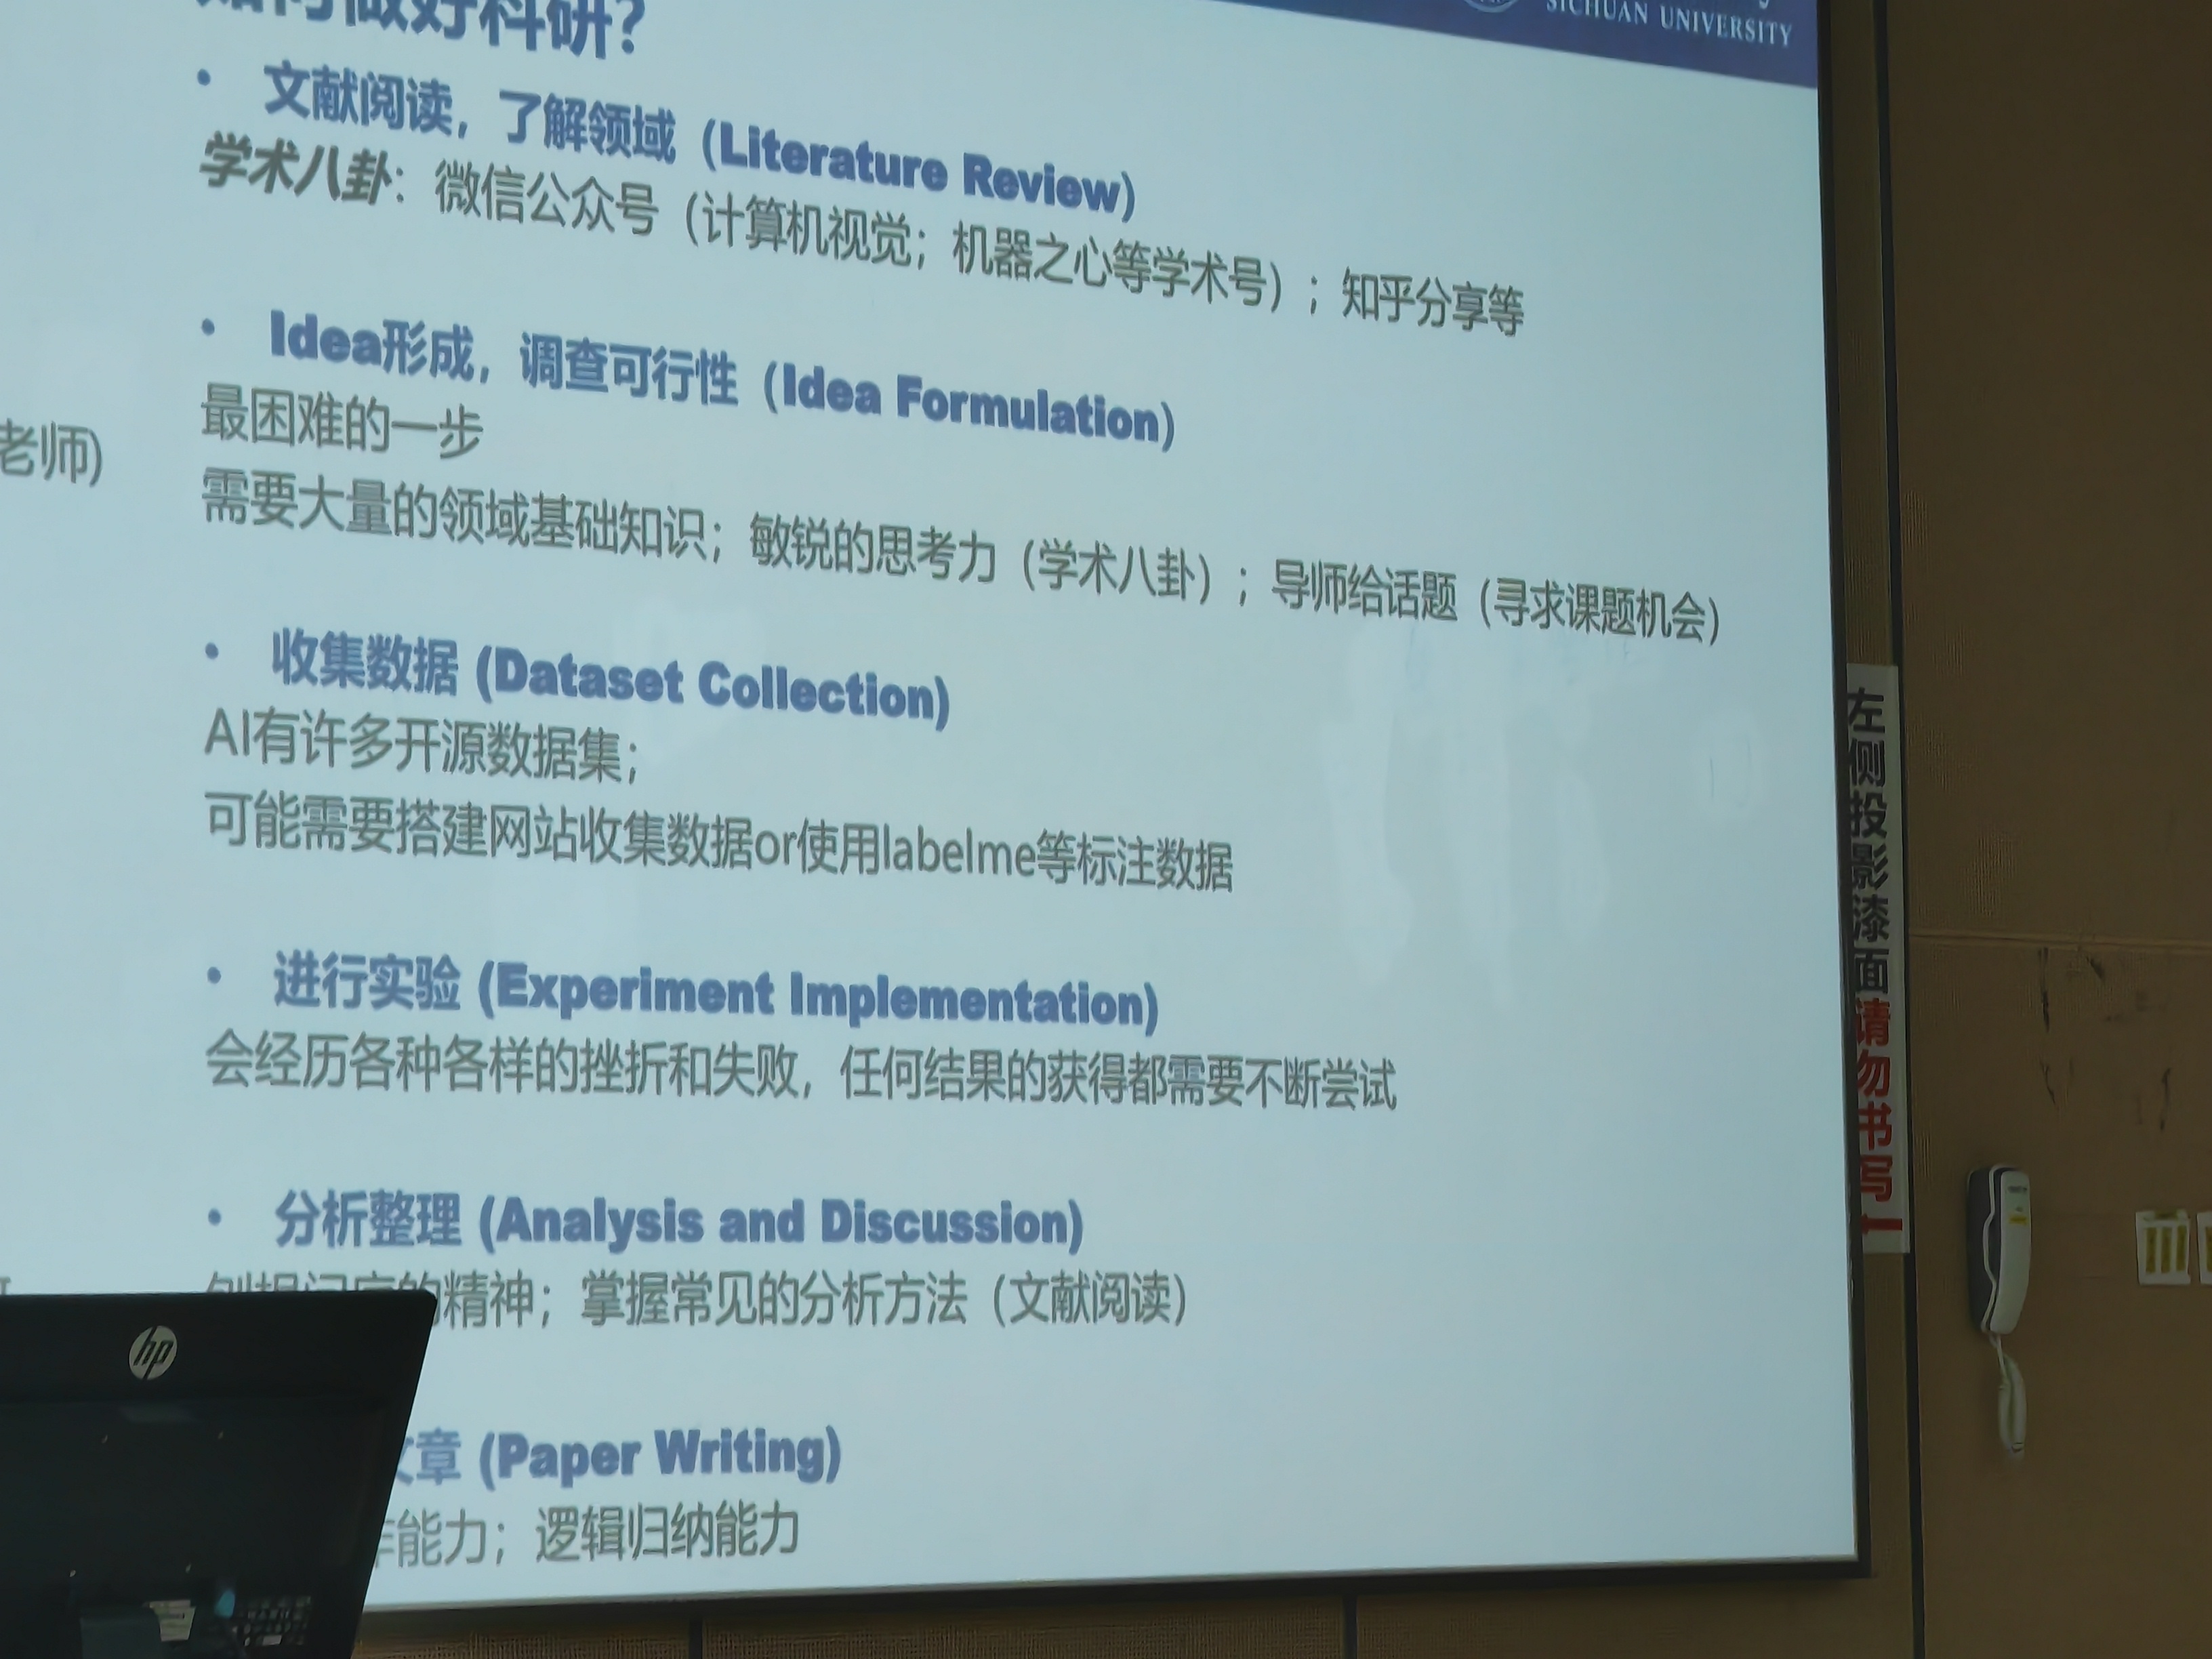 SICHUAN UNIVERSITY
如何做好科研?
• 文献阅读，了解领域（Literature Review）
学术八卦：微信公众号（计算机视觉；机器之心等学术号）；知乎分享等
• Idea形成，调查可行性（Idea Formulation）
最困难的一步
需要大量的领域基础知识；敏锐的思考力（学术八卦）；导师给话题（寻求课题机会）
老师)
• 收集数据 (Dataset Collection)
AI有许多开源数据集；
可能需要搭建网站收集数据or使用labelme等标注数据
• 进行实验 (Experiment Implementation)
会经历各种各样的挫折和失败，任何结果的获得都需要不断尝试
• 分析整理 (Analysis and Discussion)
精神；掌握常见的分析方法（文献阅读）
章 (Paper Writing)
能力；逻辑归纳能力
左侧投影漆面请勿书写
hp